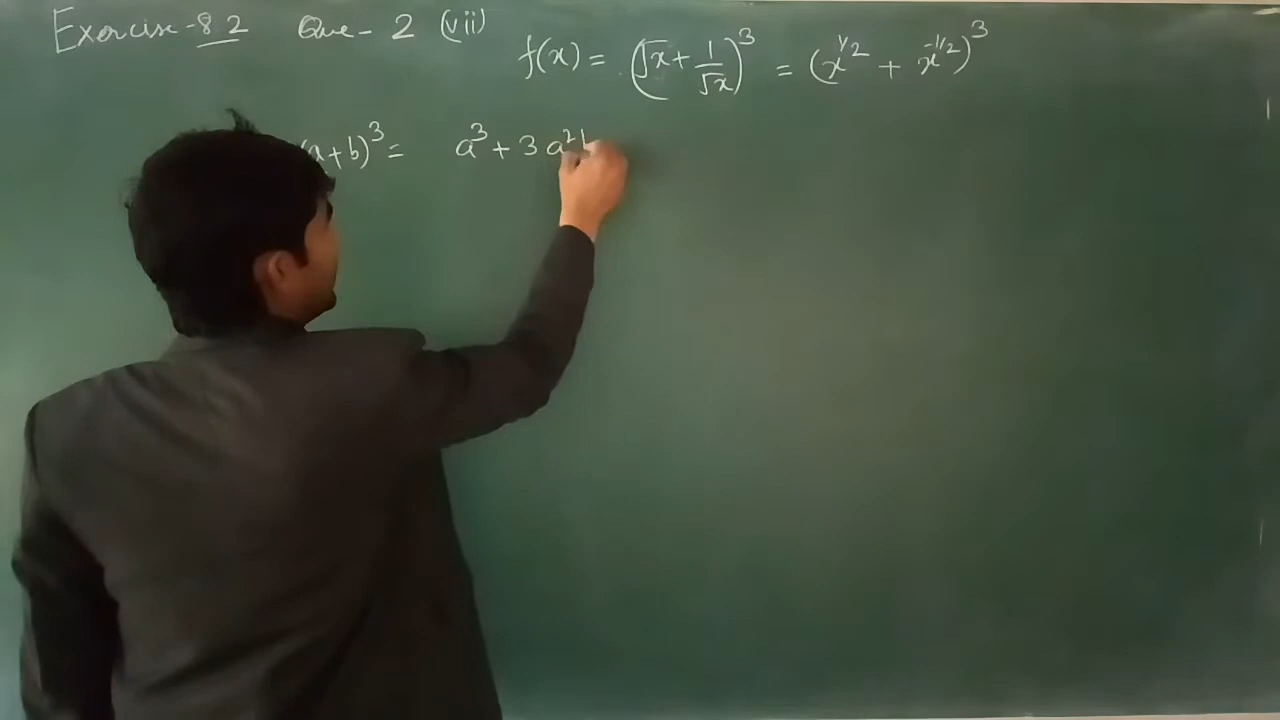 Exercise-8 2 Que- 2 (vii)
f(x) = (√x + 1/√x)³ = (x^1/2 + x^-1/2)³
(a+b)³ = a³ + 3a²b